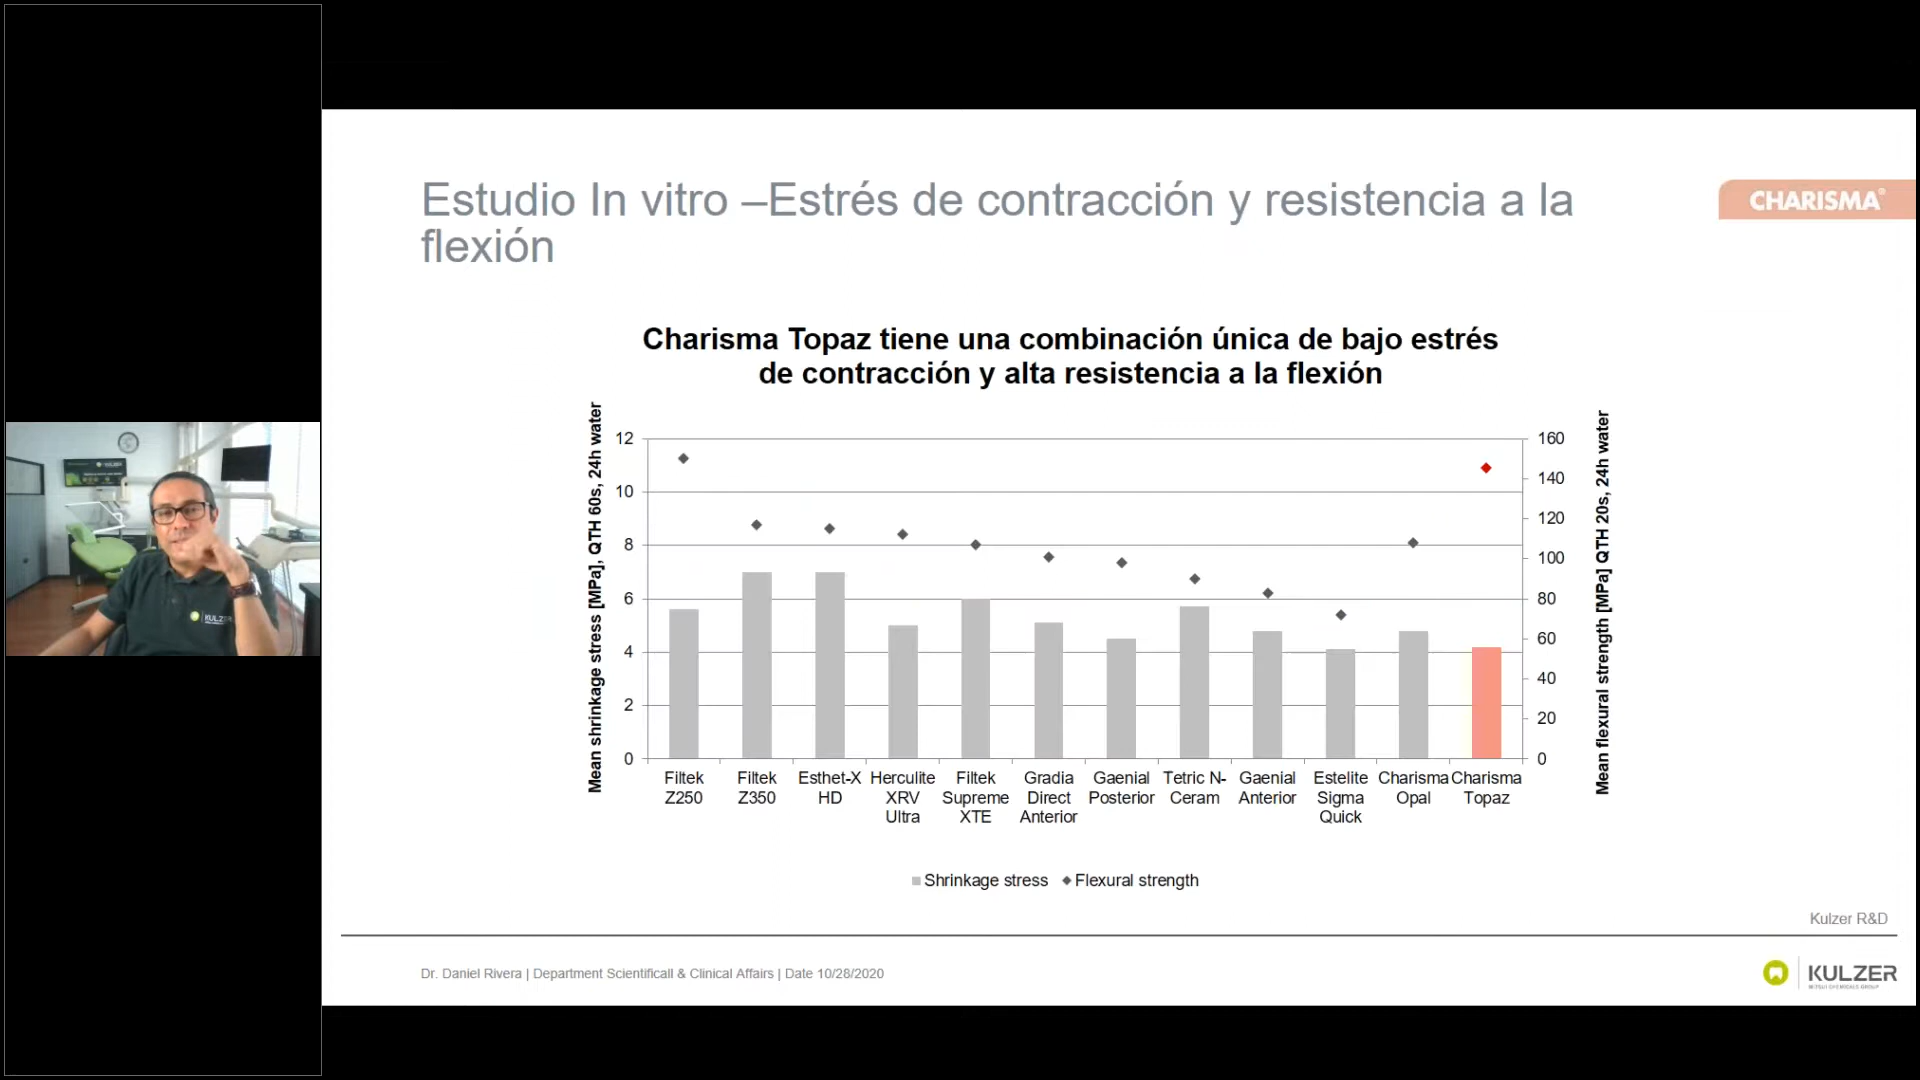 Estudio In vitro –Estrés de contracción y resistencia a la
flexión
CHARISMA®
Charisma Topaz tiene una combinación única de bajo estrés
de contracción y alta resistencia a la flexión
Mean shrinkage stress [MPa], QTH 60s, 24h water
12
10
8
6
4
2
0
160
140
120
100
80
60
40
20
0
Mean flexural strength [MPa] QTH 20s, 24h water
Filtek
Z250
Filtek
Z350
Esthet-X
HD
Herculite
XRV
Ultra
Filtek
Supreme
XTE
Gradia
Direct
Anterior
Gaenial
Posterior
Tetric N-
Ceram
Gaenial
Anterior
Estelite
Sigma
Quick
Charisma
Opal
Charisma
Topaz
Shrinkage stress
Flexural strength
Kulzer R&D
Dr. Daniel Rivera | Department Scientificall & Clinical Affairs | Date 10/28/2020
KULZER
MITSUI CHEMICALS GROUP
KULZER
KULZER